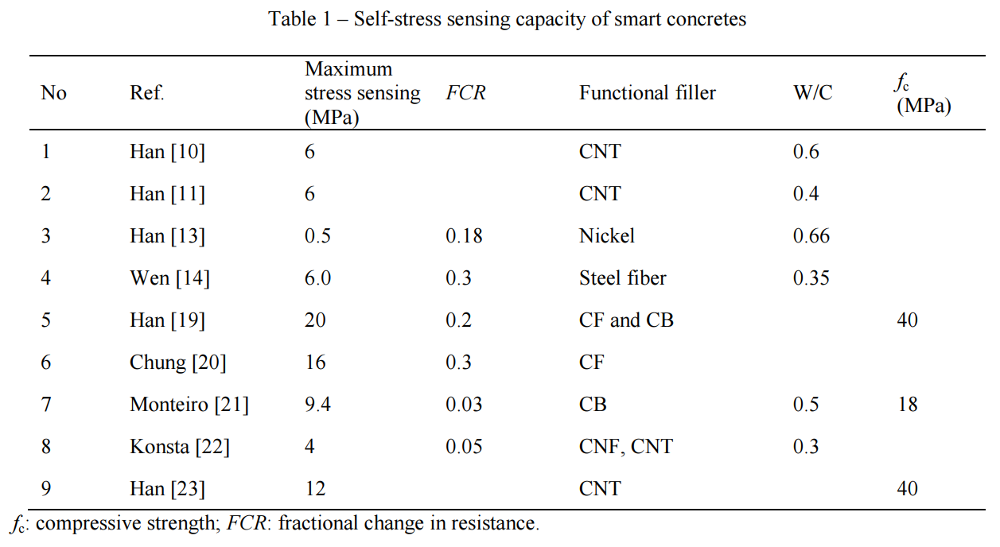 Table 1 – Self-stress sensing capacity of smart concretes
No Ref. Maximum stress sensing (MPa) FCR Functional filler W/C fc (MPa)
1 Han [10] 6 CNT 0.6
2 Han [11] 6 CNT 0.4
3 Han [13] 0.5 0.18 Nickel 0.66
4 Wen [14] 6.0 0.3 Steel fiber 0.35
5 Han [19] 20 0.2 CF and CB 40
6 Chung [20] 16 0.3 CF
7 Monteiro [21] 9.4 0.03 CB 0.5 18
8 Konsta [22] 4 0.05 CNF, CNT 0.3
9 Han [23] 12 CNT 40
fc: compressive strength; FCR: fractional change in resistance.